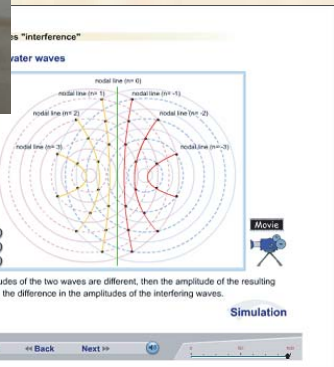 es "interference"
water waves
nodal line (n= 0)
nodal line (n= 1) nodal line (n= -1)
nodal line (n= 2) nodal line (n= -2)
nodal line (n= 3) nodal line (n= -3)
Movie
udes of the two waves are different, then the amplitude of the resulting
the difference in the amplitudes of the interfering waves.
Simulation
Back Next